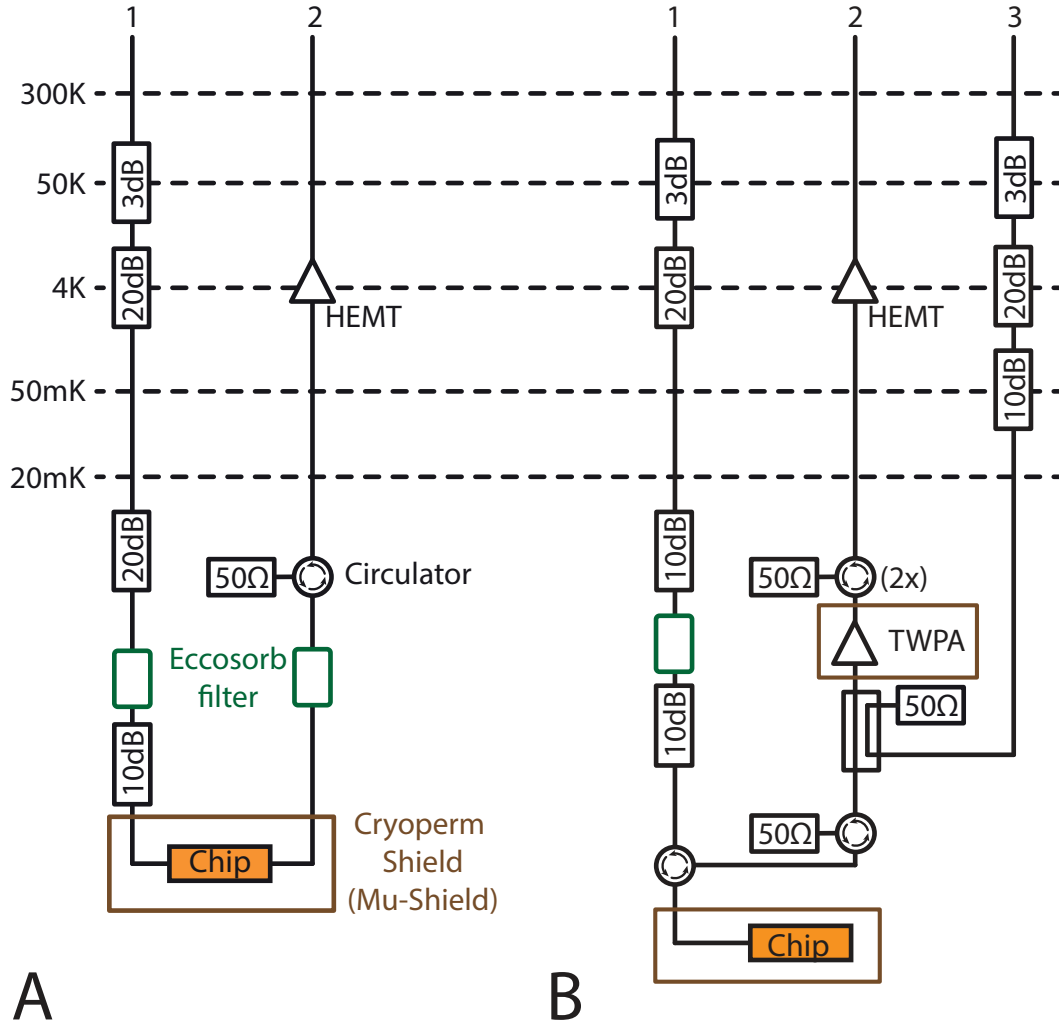 1
2
1
2
3
300K
50K
4K
50mK
20mK
3dB
20dB
HEMT
20dB
50Ω
Circulator
Eccosorb
filter
10dB
Cryoperm
Shield
(Mu-Shield)
Chip
A
3dB
20dB
HEMT
3dB
20dB
10dB
10dB
50Ω
(2x)
TWPA
10dB
50Ω
50Ω
Chip
B